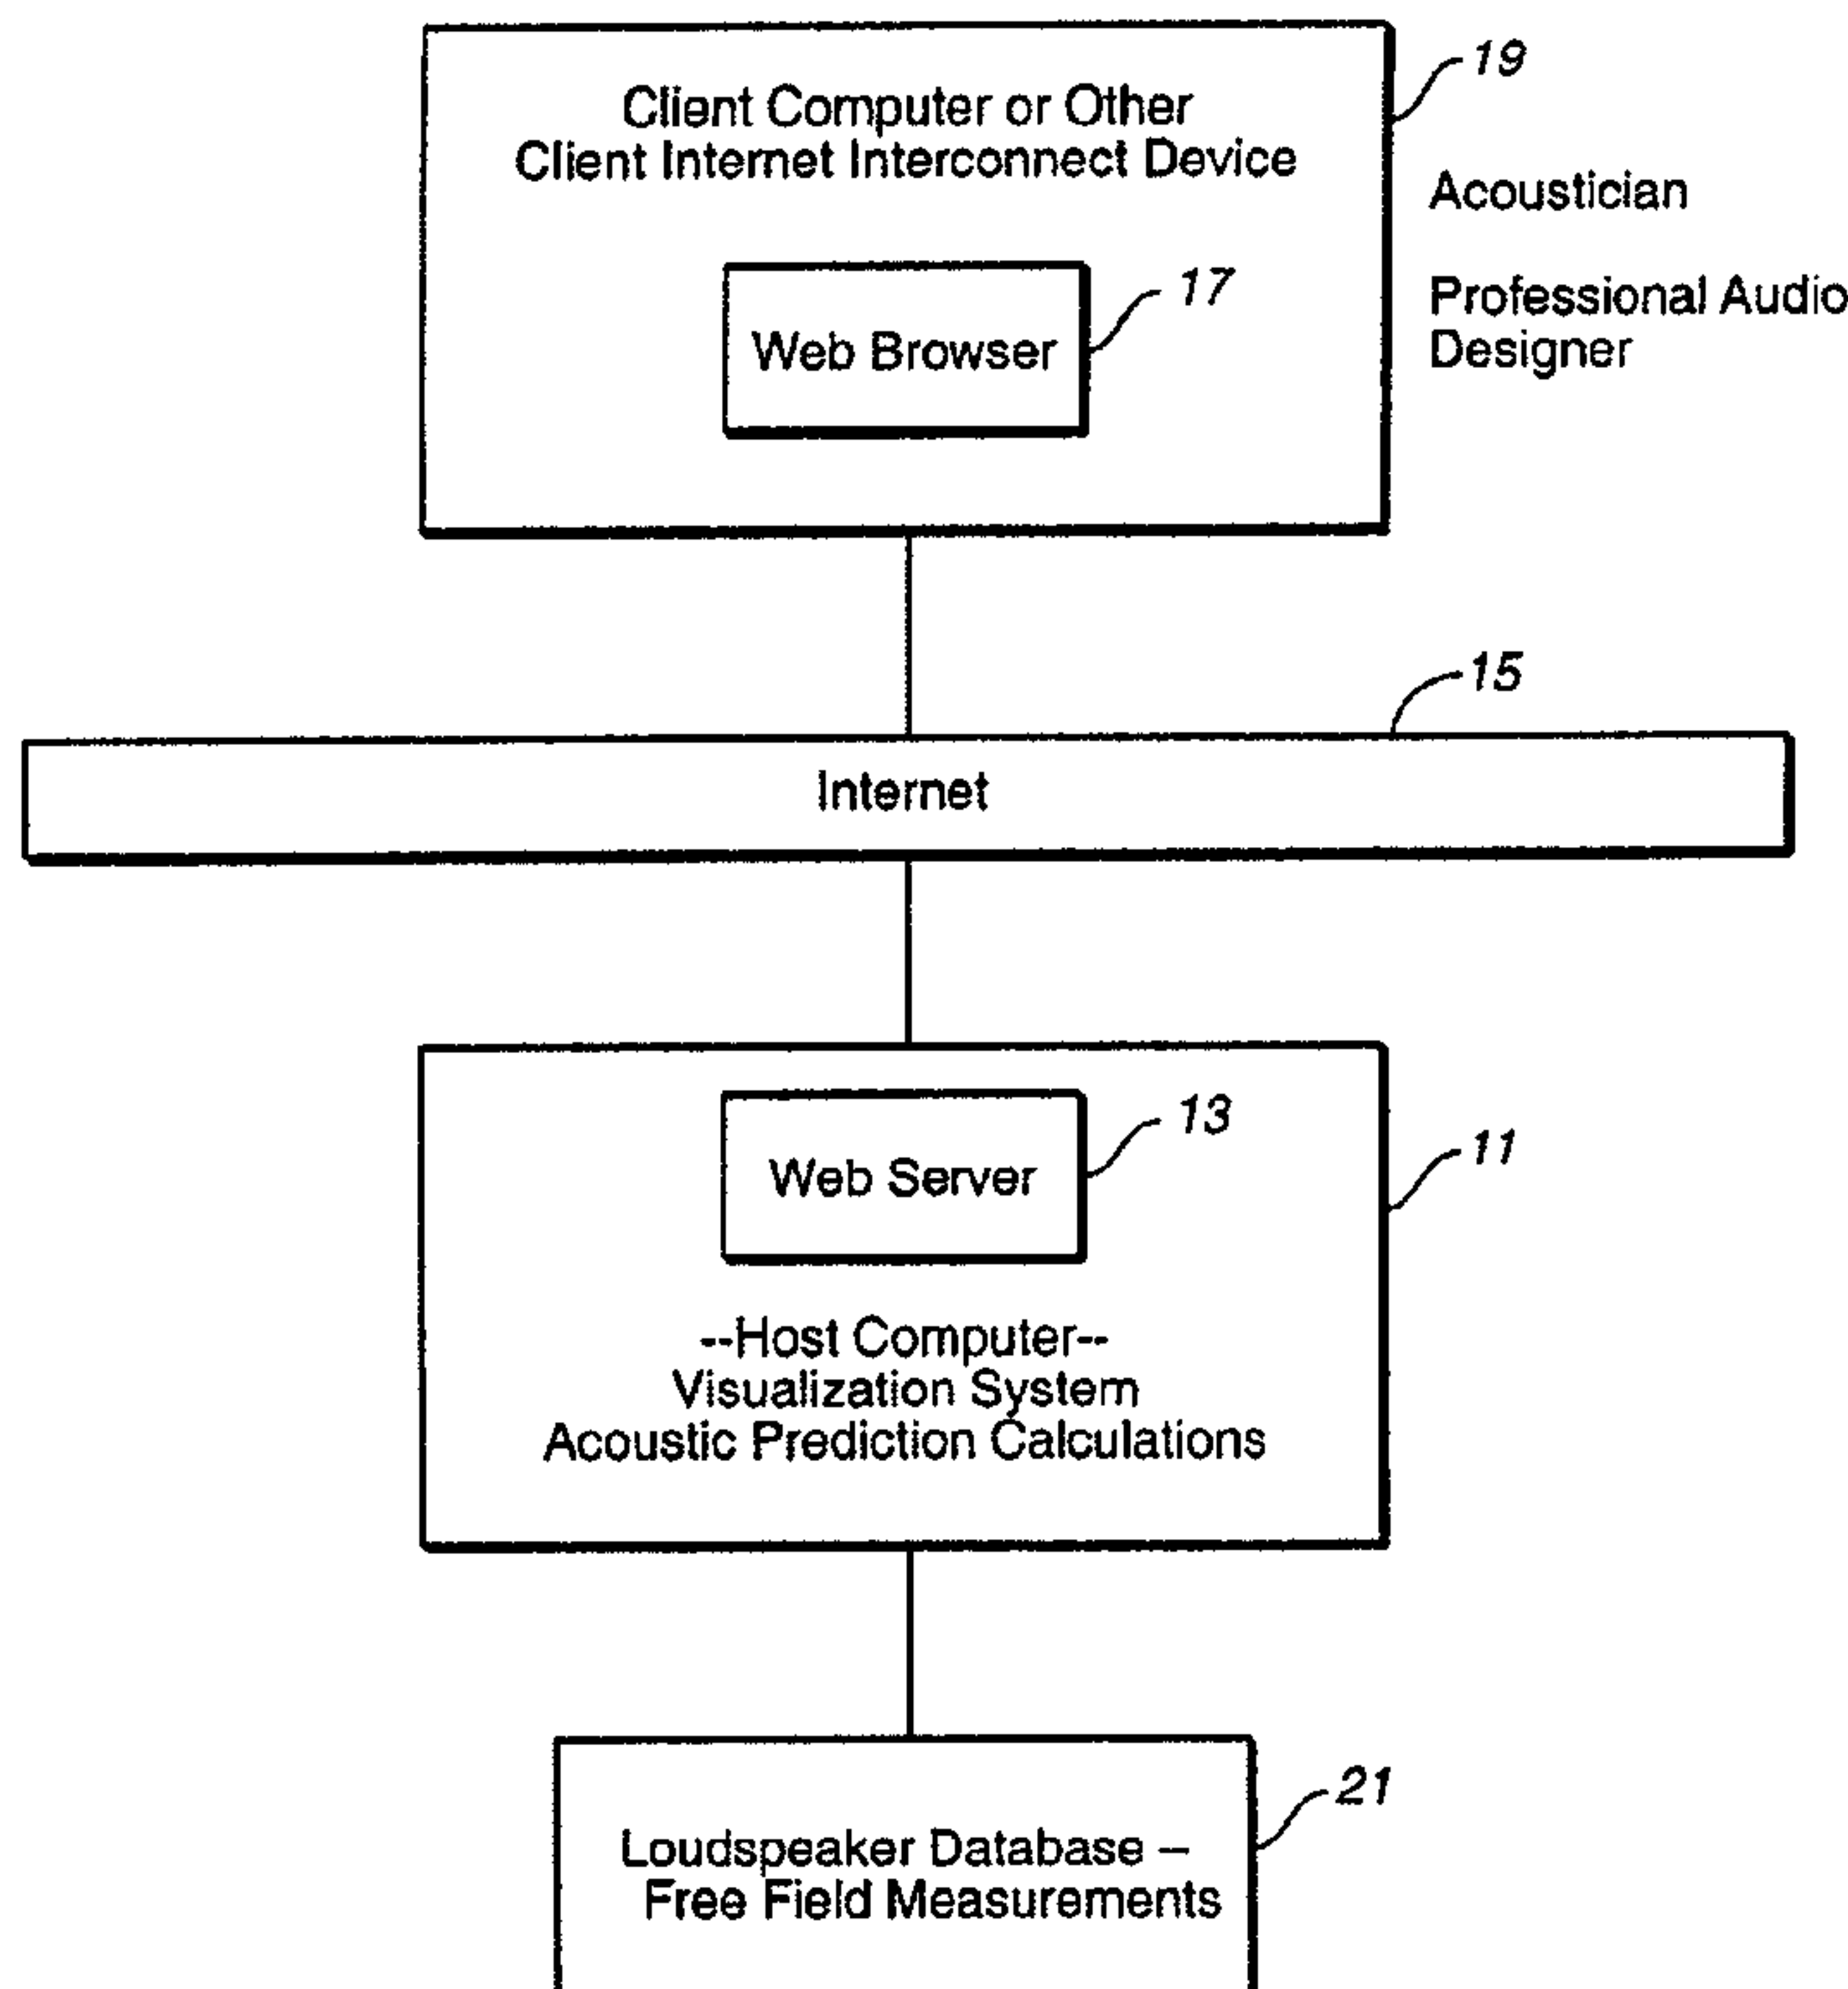 19
Client Computer or Other
Client Internet Interconnect Device
Acoustician
17
Professional Audio
Web Browser
Designer
15
Internet
13
11
Web Server
--Host Computer--
Visualization System
Acoustic Prediction Calculations
21
Loudspeaker Database –
Free Field Measurements